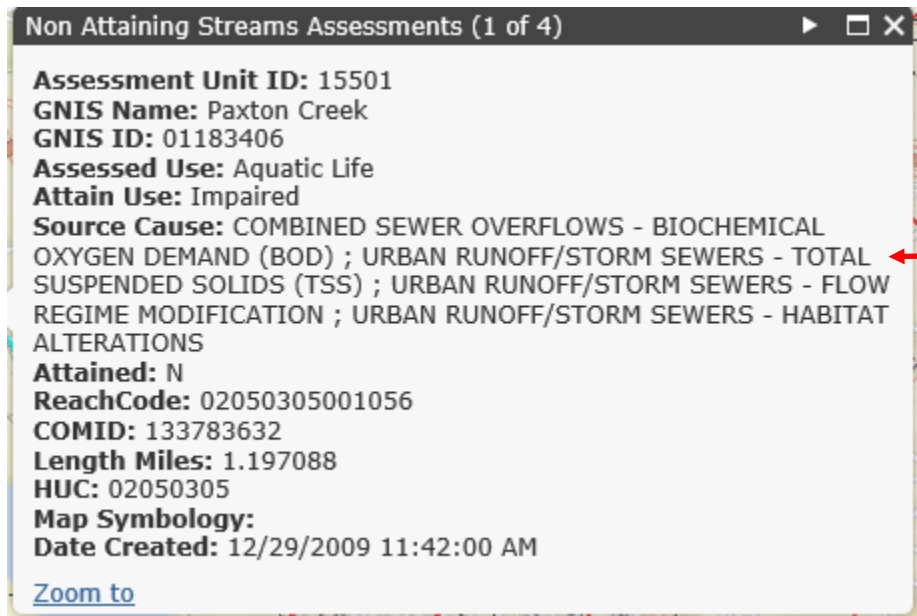 Non Attaining Streams Assessments (1 of 4)
Assessment Unit ID: 15501
GNIS Name: Paxton Creek
GNIS ID: 01183406
Assessed Use: Aquatic Life
Attain Use: Impaired
Source Cause: COMBINED SEWER OVERFLOWS - BIOCHEMICAL
OXYGEN DEMAND (BOD) ; URBAN RUNOFF/STORM SEWERS - TOTAL
SUSPENDED SOLIDS (TSS) ; URBAN RUNOFF/STORM SEWERS - FLOW
REGIME MODIFICATION ; URBAN RUNOFF/STORM SEWERS - HABITAT
ALTERATIONS
Attained: N
ReachCode: 02050305001056
COMID: 133783632
Length Miles: 1.197088
HUC: 02050305
Map Symbology:
Date Created: 12/29/2009 11:42:00 AM
Zoom to